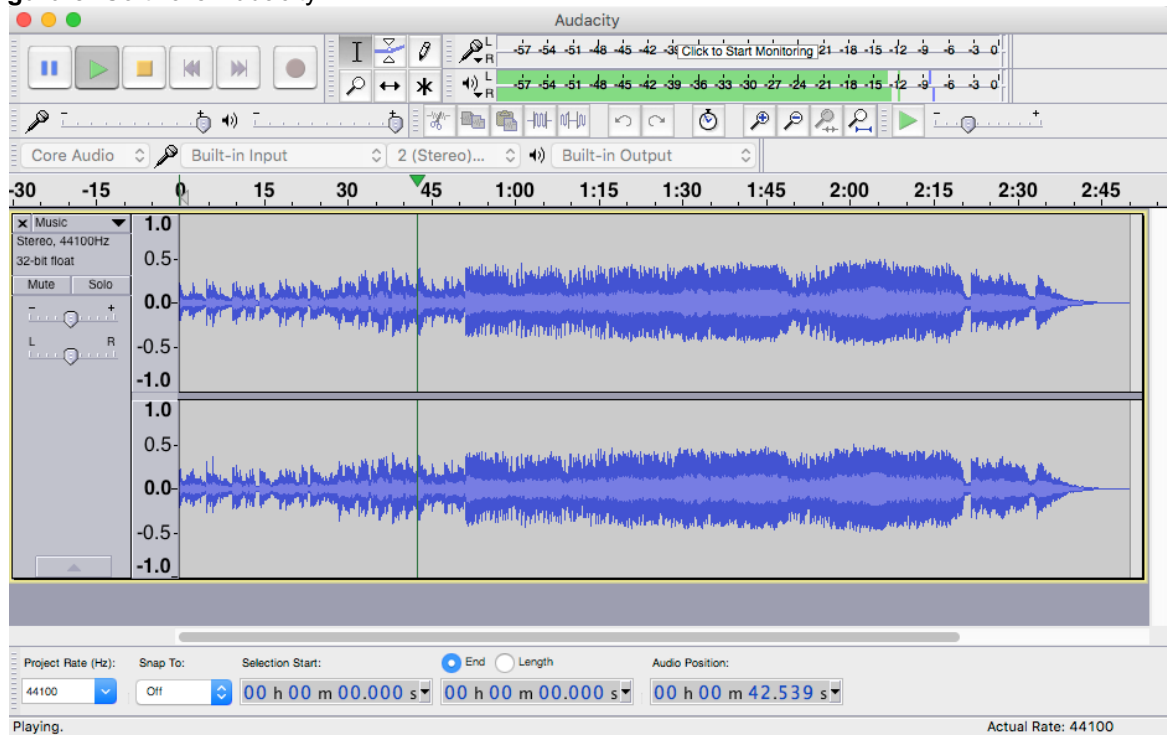 Audacity
L
R
-57 -54 -51 -48 -45 -42 -39 Click to Start Monitoring 21 -18 -15 -12 -9 -6 -3 0
L
R
-57 -54 -51 -48 -45 -42 -39 -36 -33 -30 -27 -24 -21 -18 -15 -12 -9 -6 -3 0
- + - + - +
Core Audio Built-in Input 2 (Stereo)... Built-in Output
-30 -15 0 15 30 45 1:00 1:15 1:30 1:45 2:00 2:15 2:30 2:45
x Music 1.0
Stereo, 44100Hz
32-bit float 0.5-
Mute Solo
- + 0.0-
L R -0.5-
-1.0
1.0
0.5-
0.0-
-0.5-
-1.0
Project Rate (Hz): Snap To: Selection Start: End Length Audio Position:
44100 Off 00 h 00 m 00.000 s 00 h 00 m 00.000 s 00 h 00 m 42.539 s
Playing. Actual Rate: 44100